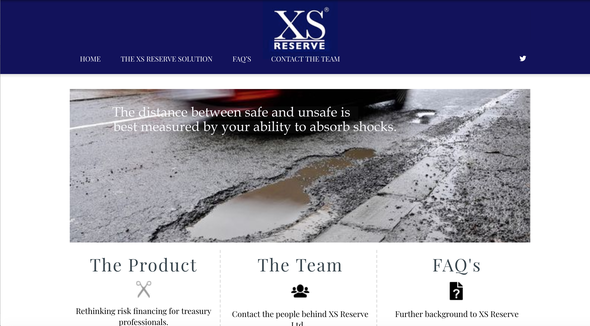 XS®
RESERVE
HOME THE XS RESERVE SOLUTION FAQ'S CONTACT THE TEAM
The distance between safe and unsafe is
best measured by your ability to absorb shocks.
The Product
The Team
FAQ's
Rethinking risk financing for treasury
professionals.
Contact the people behind XS Reserve
Ltd
Further background to XS Reserve